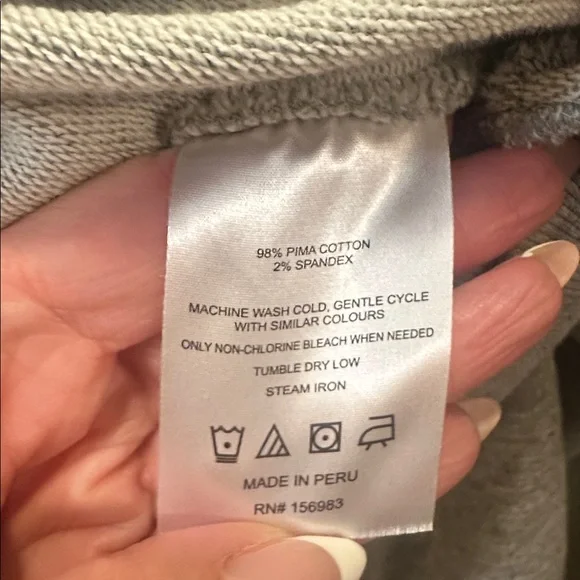 98% PIMA COTTON
2% SPANDEX
MACHINE WASH COLD, GENTLE CYCLE
WITH SIMILAR COLOURS
ONLY NON-CHLORINE BLEACH WHEN NEEDED
TUMBLE DRY LOW
STEAM IRON
MADE IN PERU
RN# 156983